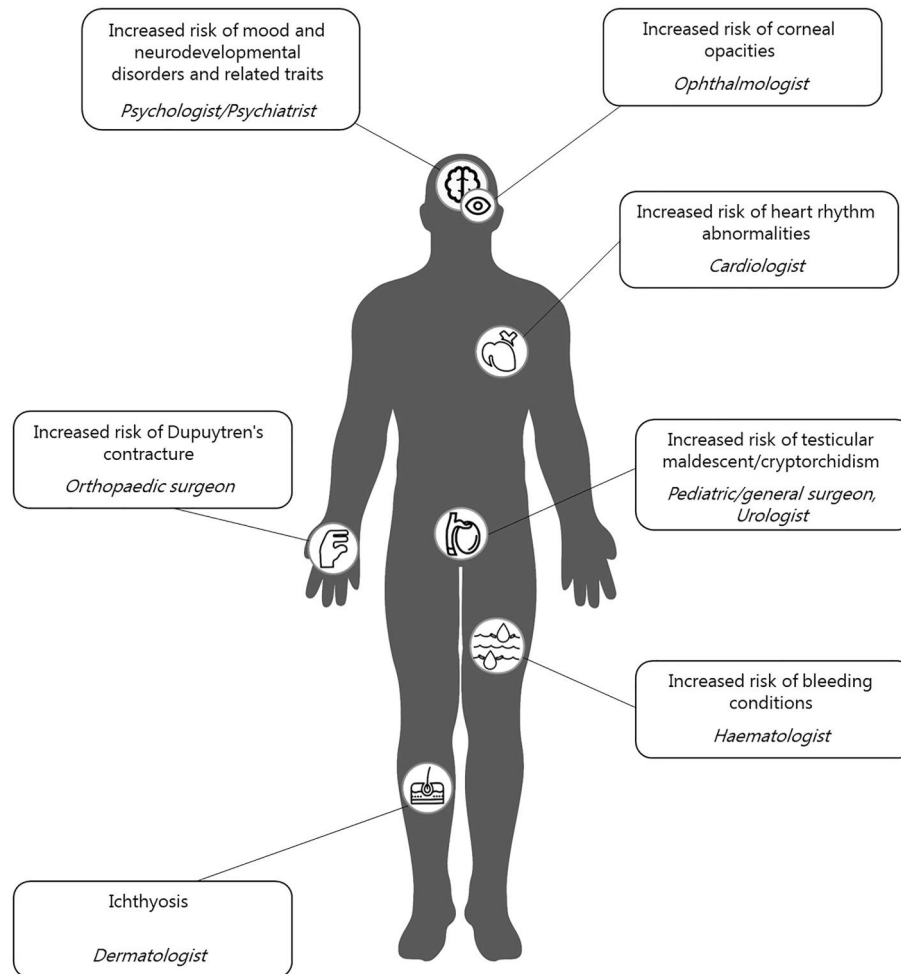 Increased risk of mood and
neurodevelopmental
disorders and related traits
Psychologist/Psychiatrist
Increased risk of corneal
opacities
Ophthalmologist
Increased risk of heart rhythm
abnormalities
Cardiologist
Increased risk of Dupuytren's
contracture
Orthopaedic surgeon
Increased risk of testicular
maldescent/cryptorchidism
Pediatric/general surgeon,
Urologist
Increased risk of bleeding
conditions
Haematologist
Ichthyosis
Dermatologist